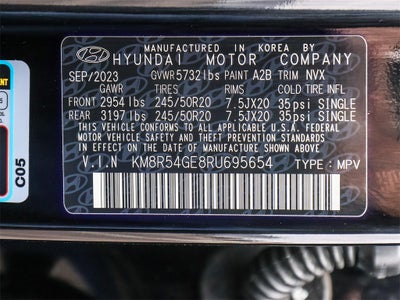 MANUFACTURED IN KOREA BY
HYUNDAI MOTOR COMPANY
SEP/2023 GVWR 5732lbs PAINT A2B TRIM NVX
GAWR TIRES RIMS COLD TIRE INFL
FRONT 2954 lbs 245/50R20 7.5JX20 35psi SINGLE
REAR 3197 lbs 245/50R20 7.5JX20 35psi SINGLE
THIS VEHICLE CONFORMS TO ALL APPLICABLE U.S.A. FEDERAL
MOTOR VEHICLE SAFETY AND THEFT PREVENTION STANDARDS
IN EFFECT ON THE DATE OF MANUFACTURE SHOWN ABOVE.
V.I.N KM8R54GE8RU695654 TYPE: MPV
C05